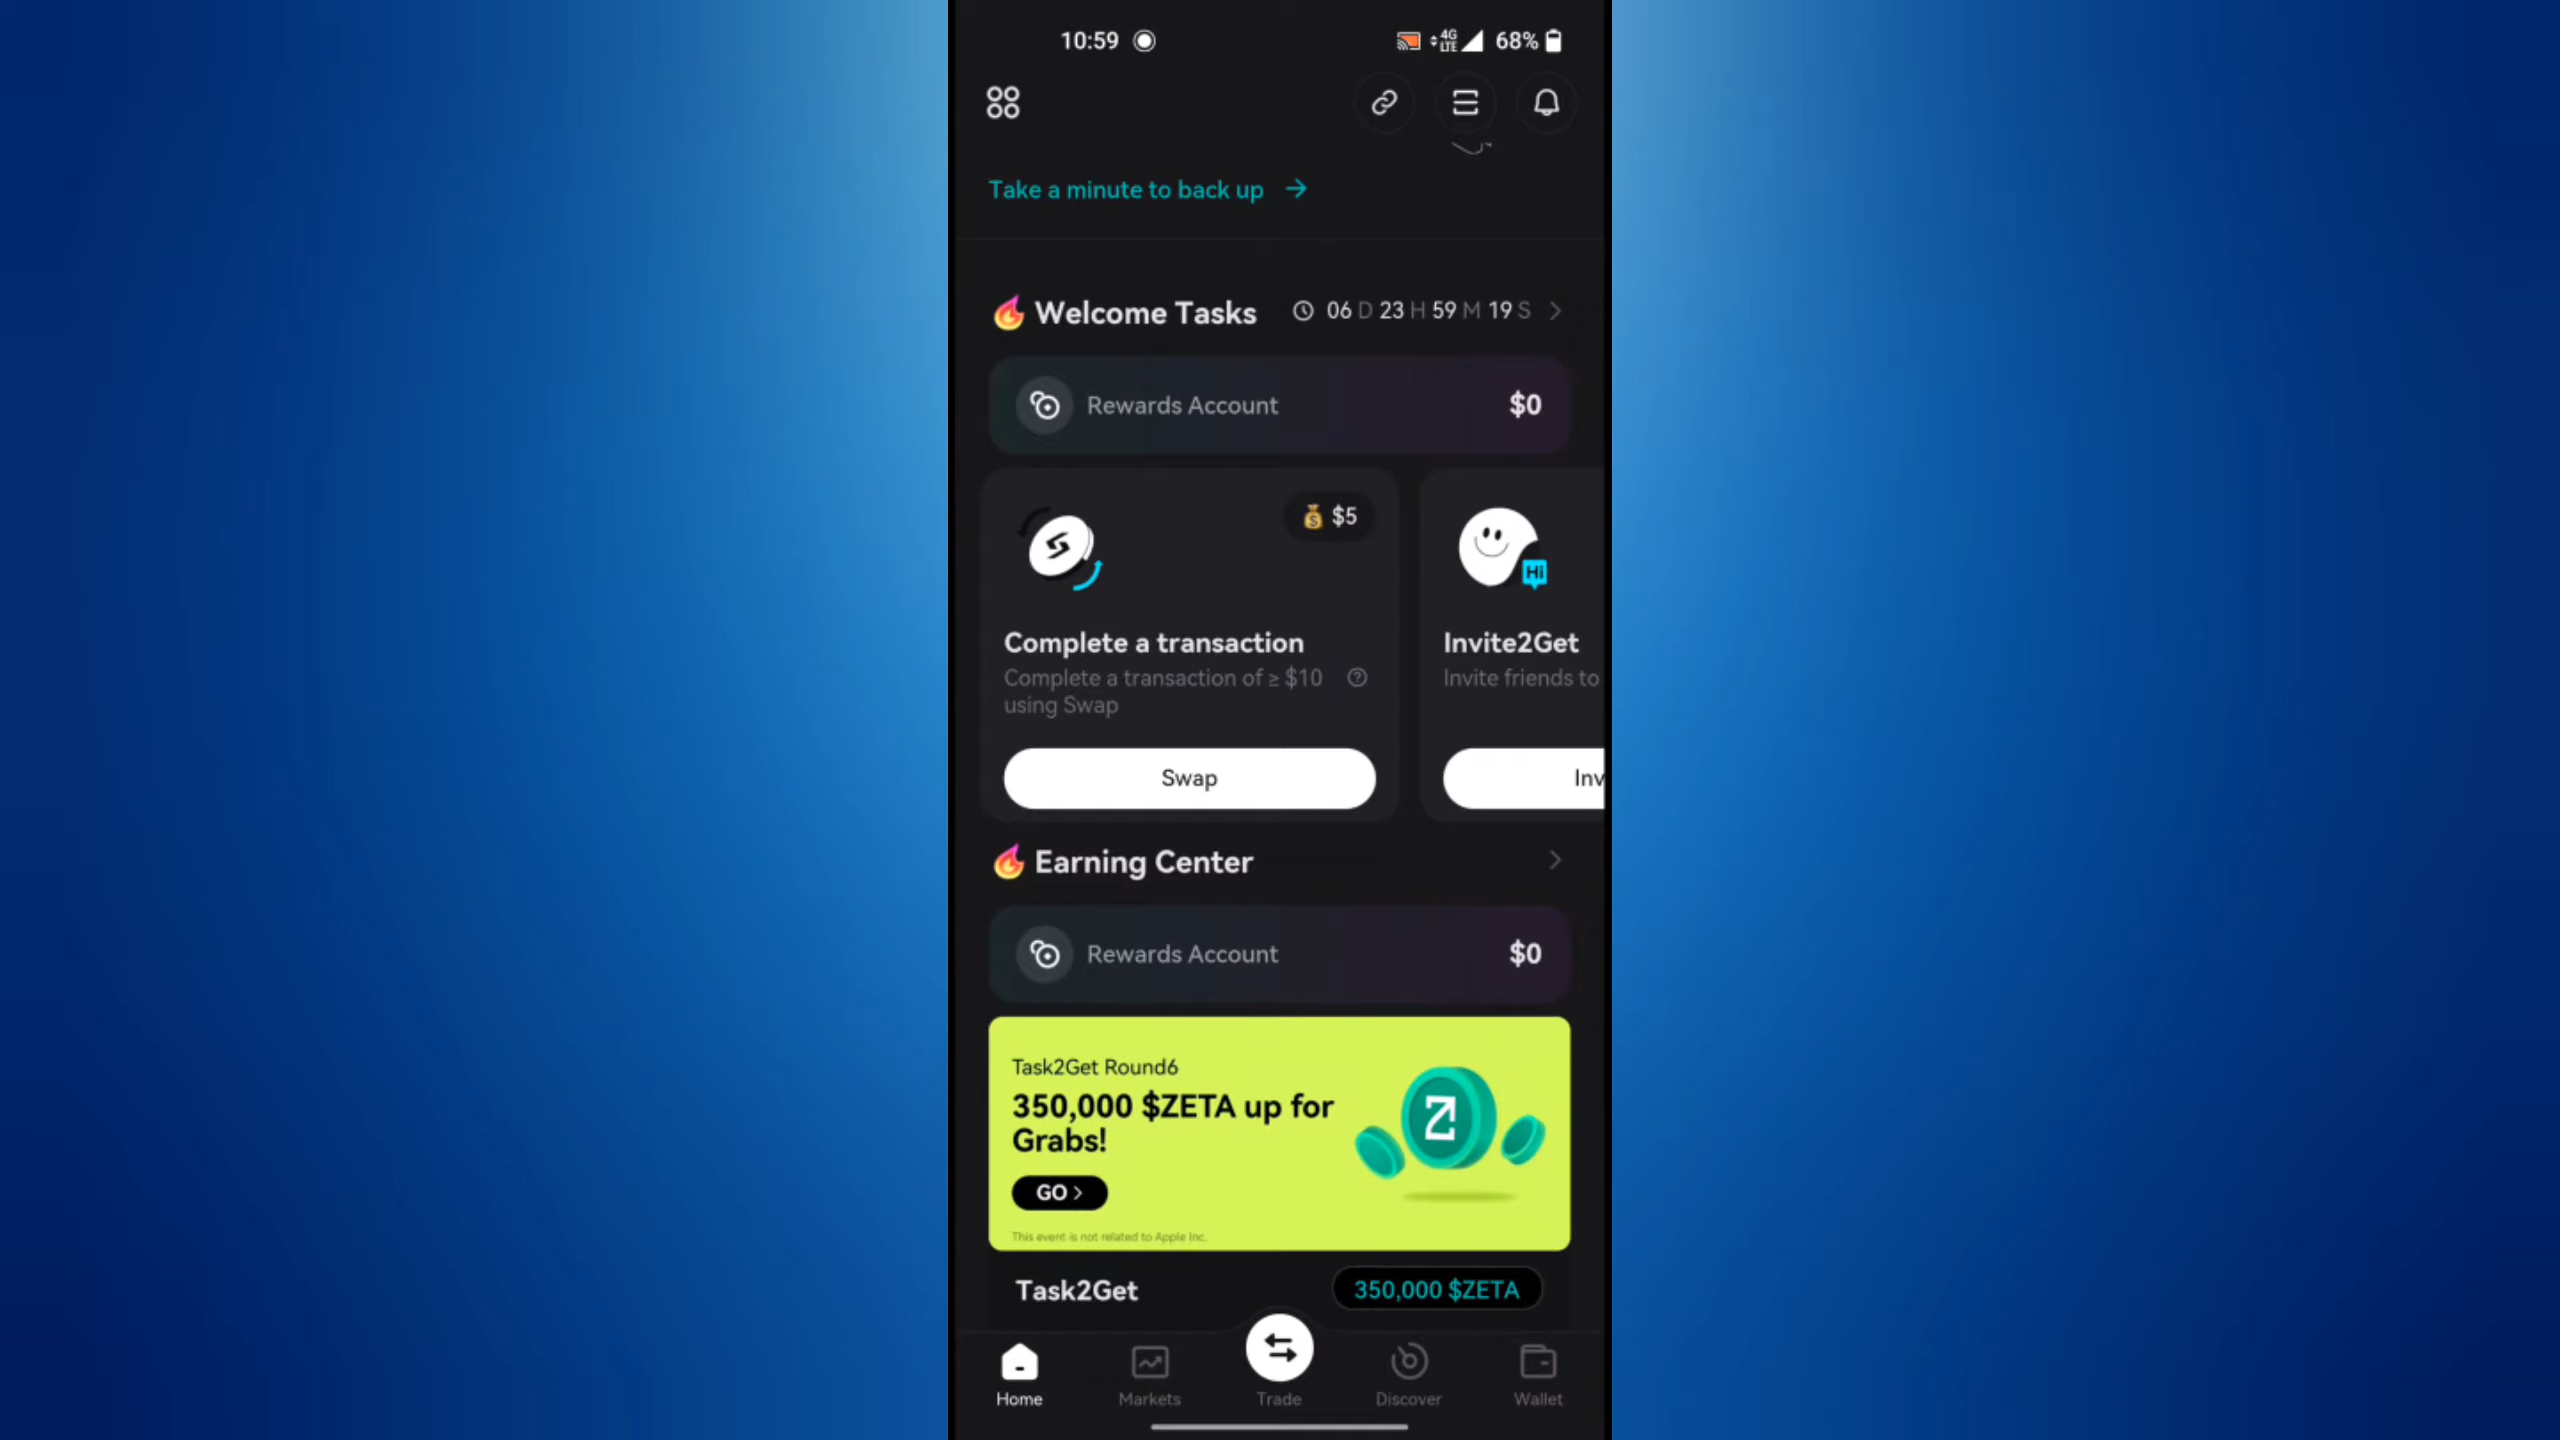 10:59
4G
LTE
68%
Take a minute to back up
Welcome Tasks
06 D 23 H 59 M 19 S
Rewards Account
$0
$5
Complete a transaction
Complete a transaction of ≥ $10
using Swap
Swap
Hi
Invite2Get
Invite friends to
Inv
Earning Center
Rewards Account
$0
Task2Get Round6
350,000 $ZETA up for
Grabs!
GO >
This event is not related to Apple Inc.
Task2Get
350,000 $ZETA
Home
Markets
Trade
Discover
Wallet